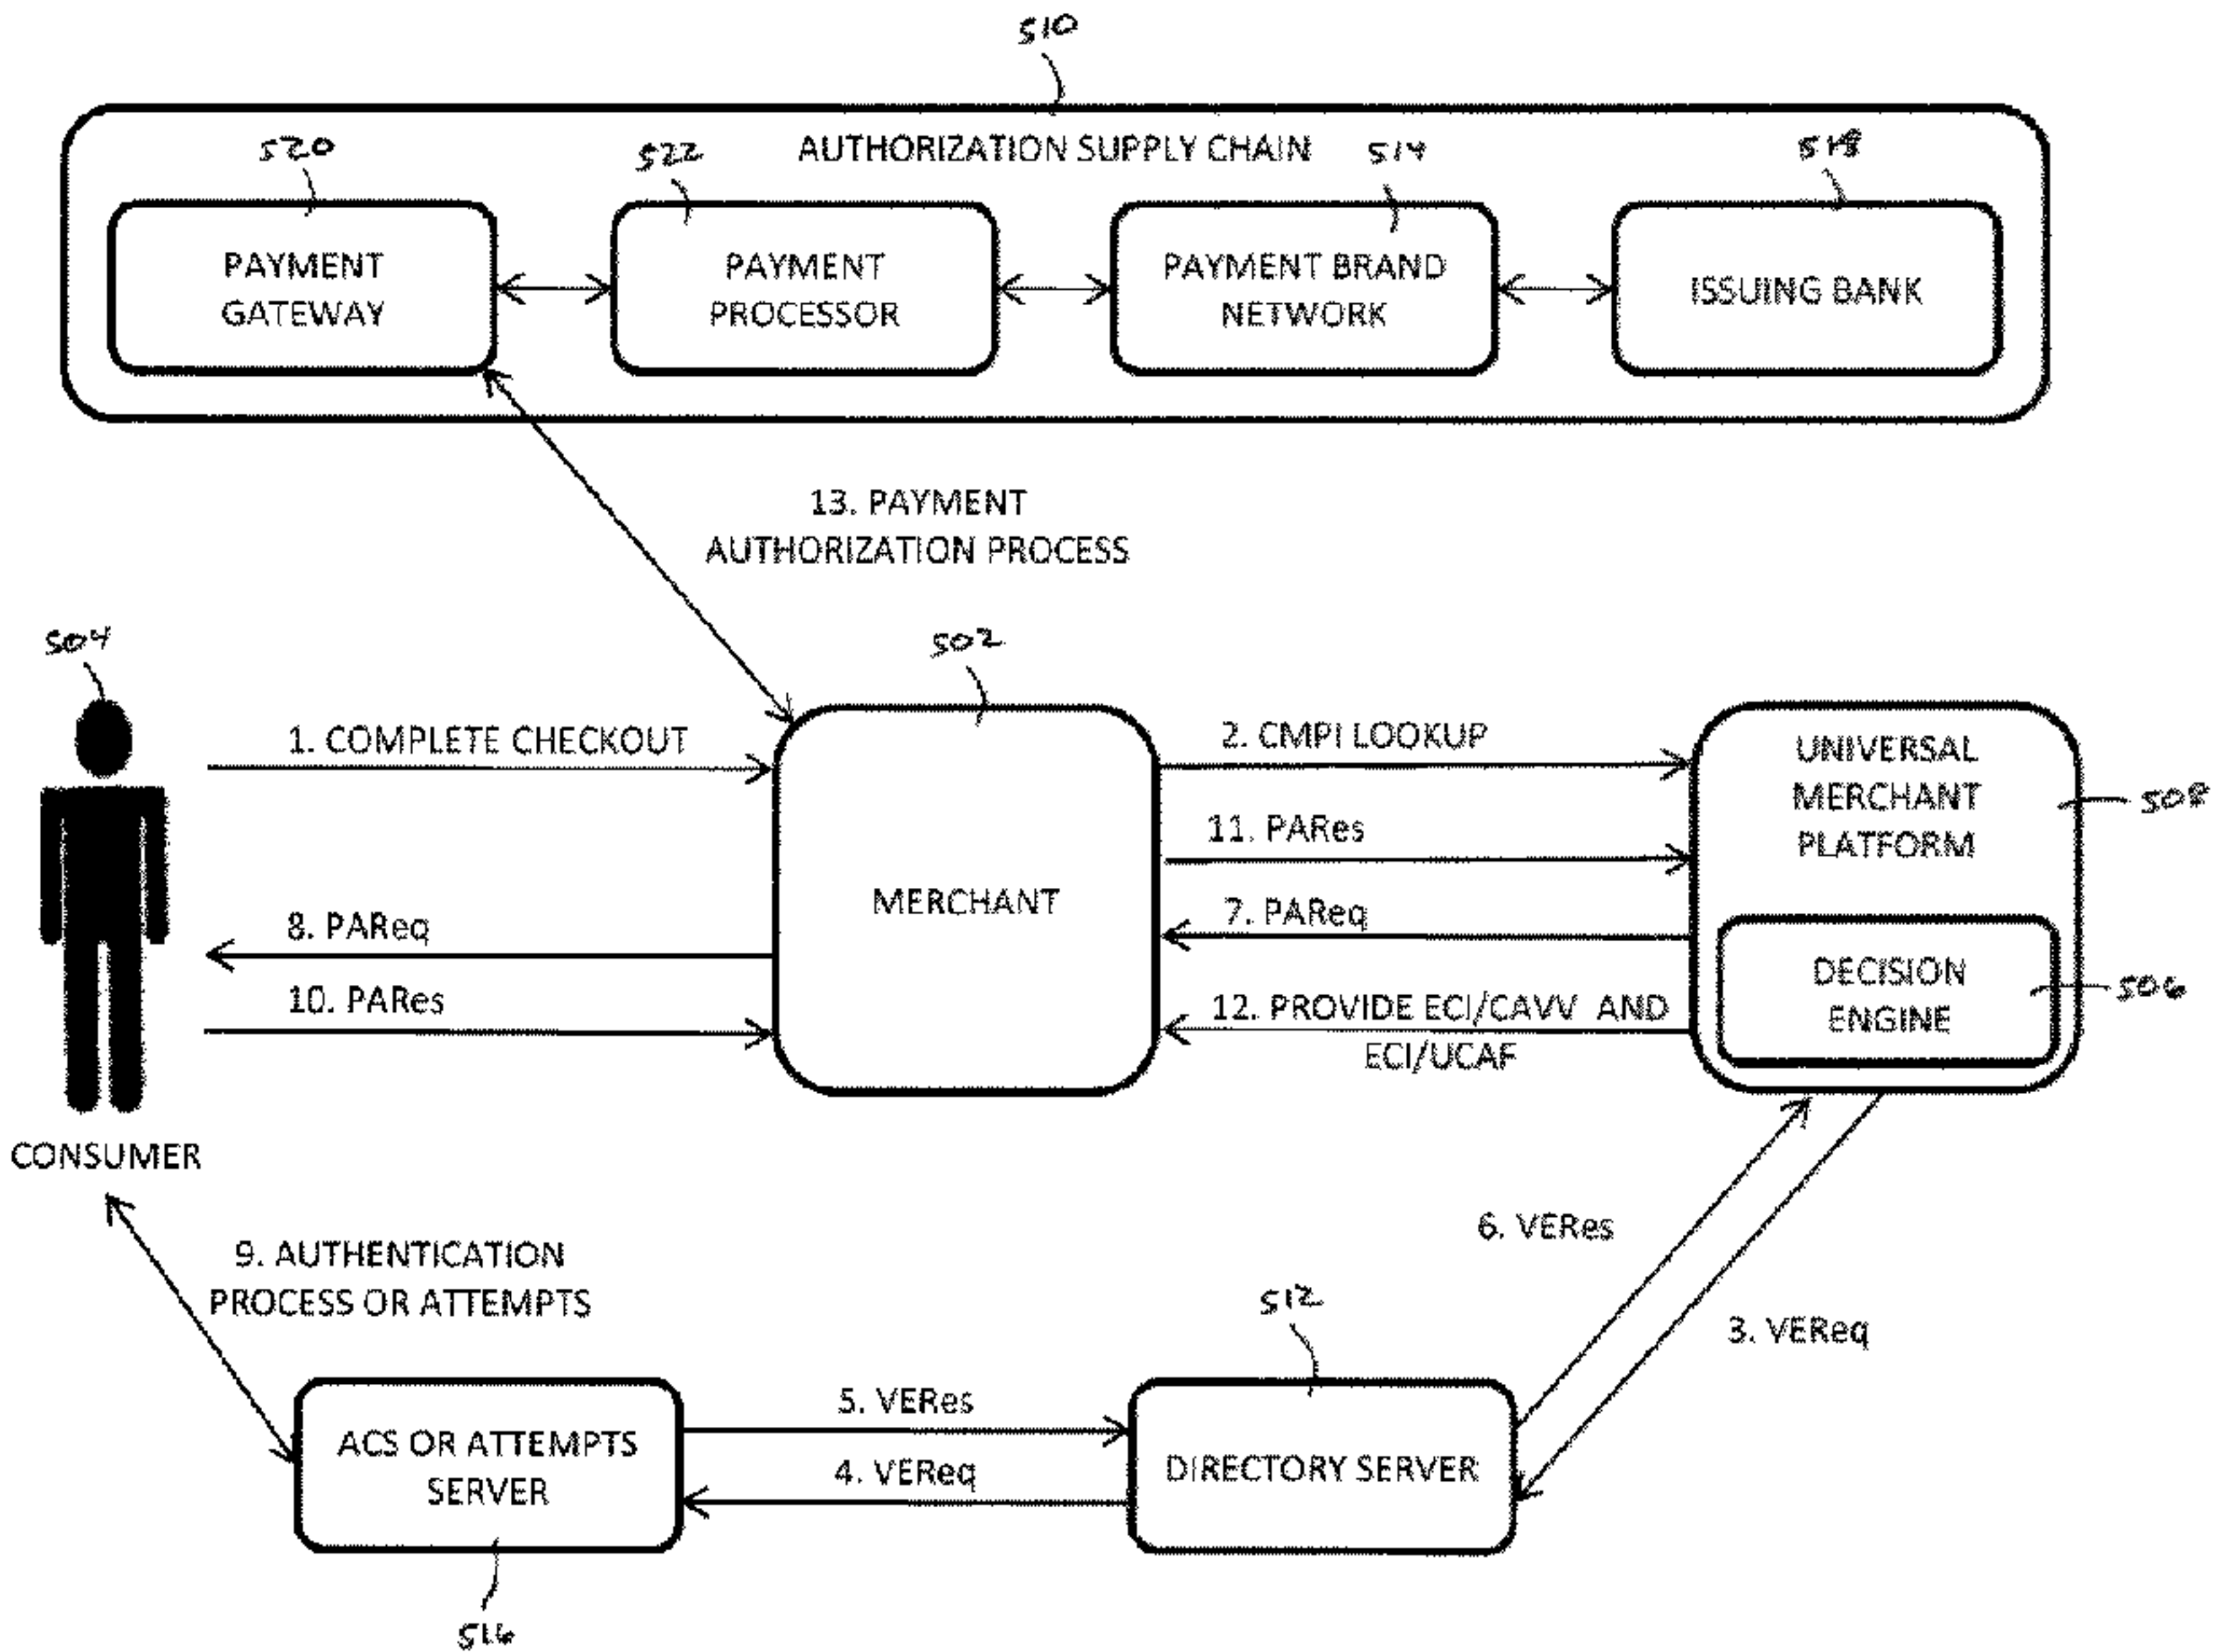 510
AUTHORIZATION SUPPLY CHAIN
520
522
514
518
PAYMENT
GATEWAY
PAYMENT
PROCESSOR
PAYMENT BRAND
NETWORK
ISSUING BANK
13. PAYMENT
AUTHORIZATION PROCESS
504
502
1. COMPLETE CHECKOUT
2. CMPI LOOKUP
UNIVERSAL
MERCHANT
PLATFORM
508
11. PARes
MERCHANT
8. PAReq
7. PAReq
10. PARes
12. PROVIDE ECI/CAVV AND
ECI/UCAF
DECISION
ENGINE
506
CONSUMER
9. AUTHENTICATION
PROCESS OR ATTEMPTS
6. VERes
3. VEReq
512
5. VERes
4. VEReq
ACS OR ATTEMPTS
SERVER
DIRECTORY SERVER
516